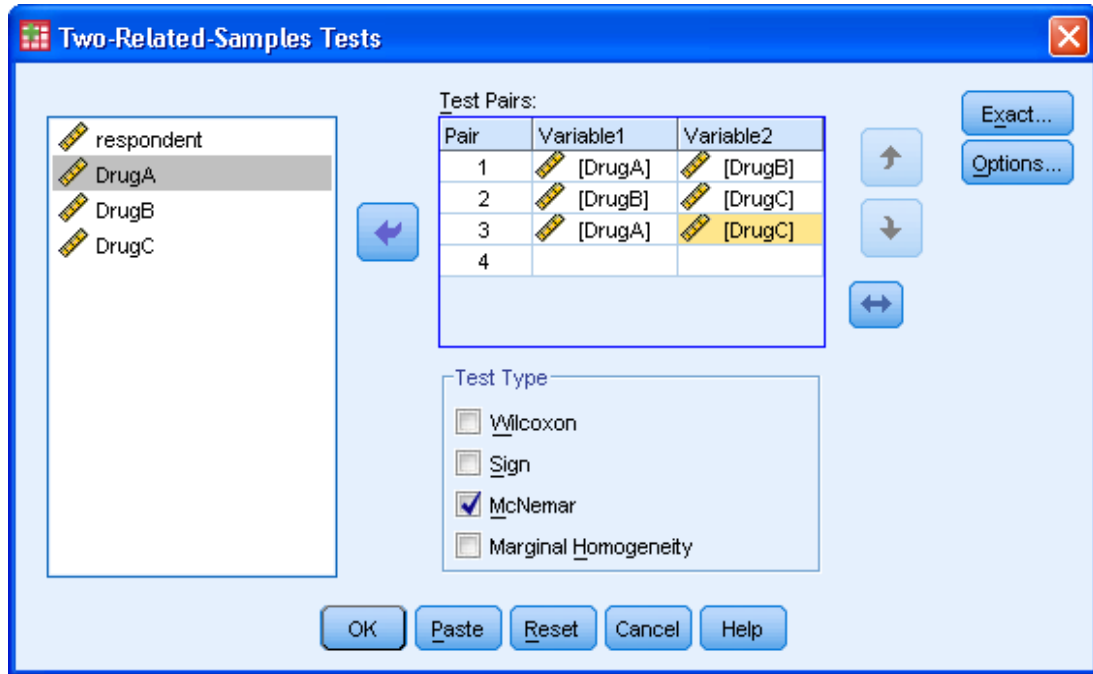 Two-Related-Samples Tests
respondent
DrugA
DrugB
DrugC
Test Pairs:
Pair Variable1 Variable2
1 [DrugA] [DrugB]
2 [DrugB] [DrugC]
3 [DrugA] [DrugC]
4
Exact...
Options...
Test Type
Wilcoxon
Sign
McNemar
Marginal Homogeneity
OK Paste Reset Cancel Help